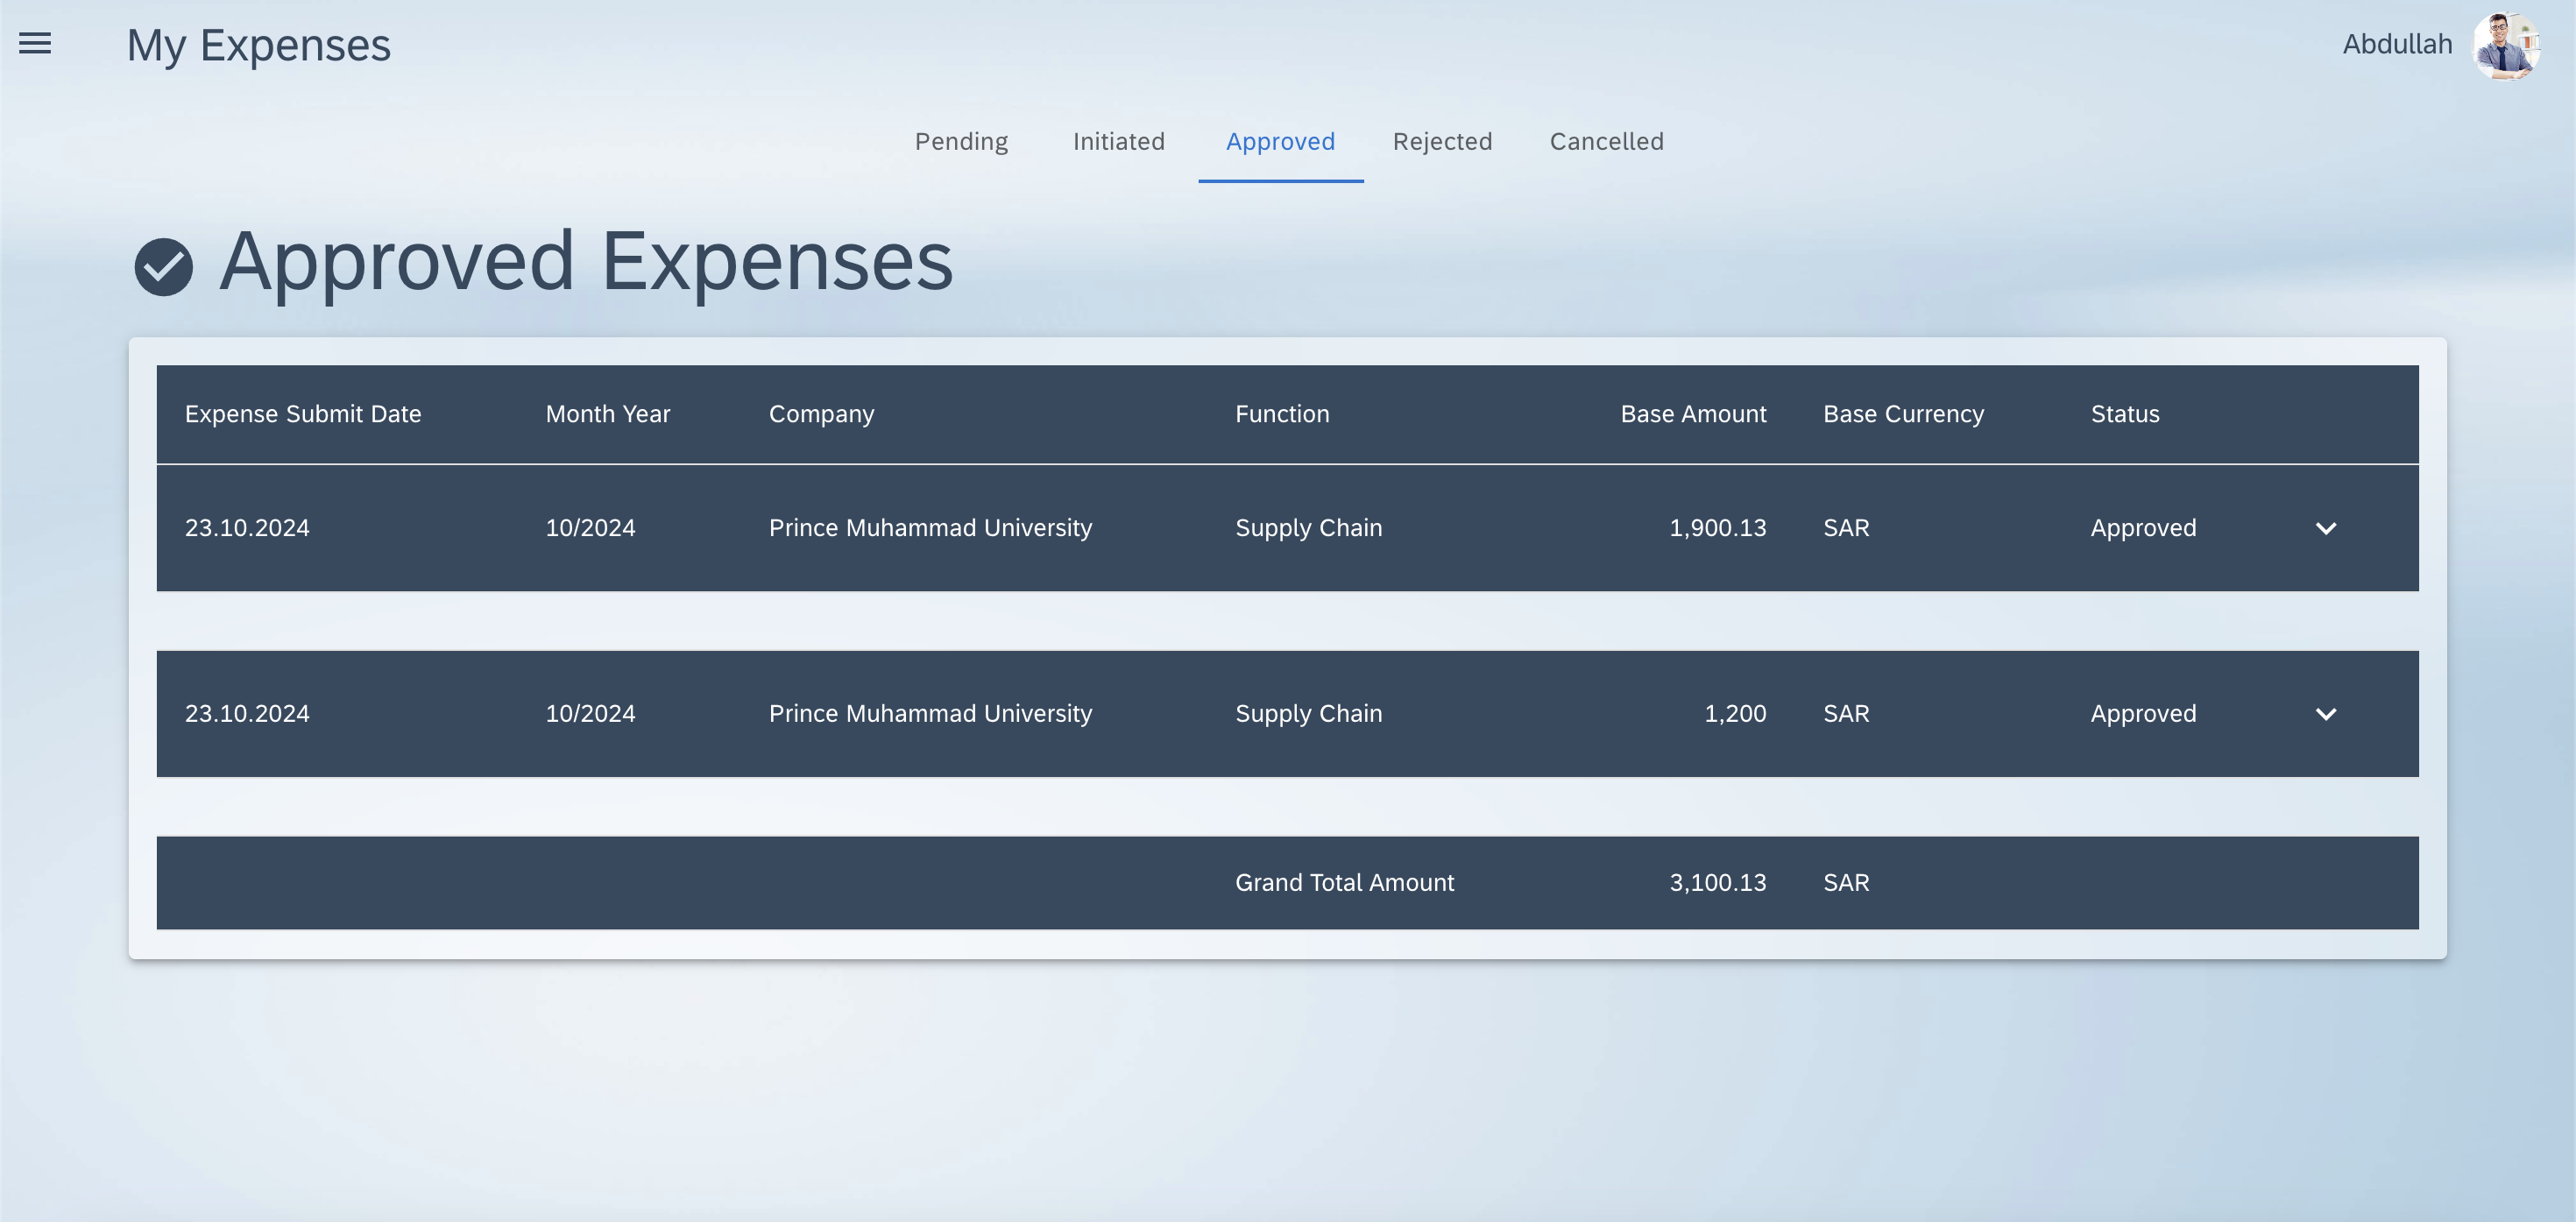 My Expenses
Abdullah
Pending Initiated Approved Rejected Cancelled
Approved Expenses
Expense Submit Date Month Year Company Function Base Amount Base Currency Status
23.10.2024 10/2024 Prince Muhammad University Supply Chain 1,900.13 SAR Approved
23.10.2024 10/2024 Prince Muhammad University Supply Chain 1,200 SAR Approved
Grand Total Amount 3,100.13 SAR